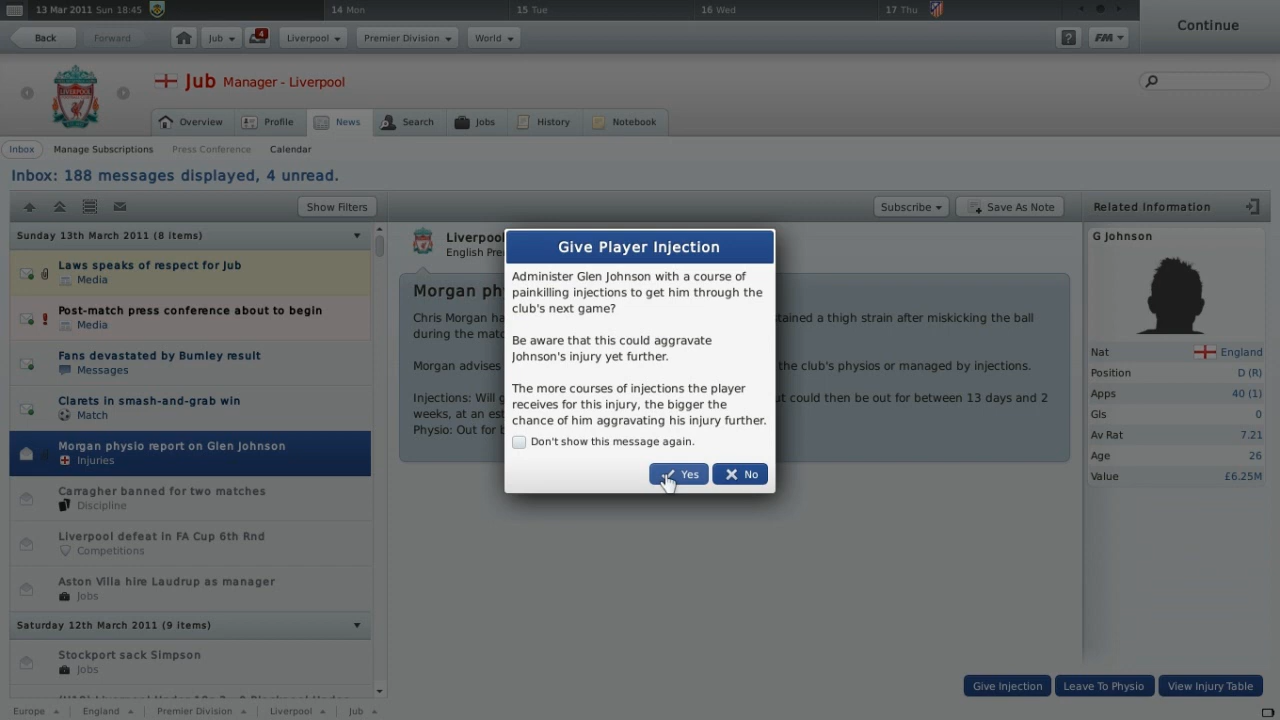 13 Mar 2011 Sun 18:45
14 Mon
15 Tue
16 Wed
17 Thu
Continue
Back
Forward
Job
4
Liverpool
Premier Division
World
?
FM
Jub Manager - Liverpool
Overview
Profile
News
Search
Jobs
History
Notebook
Inbox
Manage Subscriptions
Press Conference
Calendar
Inbox: 188 messages displayed, 4 unread.
Show Filters
Subscribe
Save As Note
Related Information
Sunday 13th March 2011 (8 items)
Laws speaks of respect for Jub
Media
Post-match press conference about to begin
Media
Fans devastated by Burnley result
Messages
Clarets in smash-and-grab win
Match
Morgan physio report on Glen Johnson
Injuries
Carragher banned for two matches
Discipline
Liverpool defeat in FA Cup 6th Rnd
Competitions
Aston Villa hire Laudrup as manager
Jobs
Saturday 12th March 2011 (9 items)
Stockport sack Simpson
Jobs
Liverpool
English
Morgan
Chris Morgan
tained a thigh strain after miskicking the ball
during the
Morgan advises
the club's physios or managed by injections.
Injections: Will
ut could then be out for between 13 days and 2
weeks, at an
Physio: Out for
Give Player Injection
Administer Glen Johnson with a course of
painkilling injections to get him through the
club's next game?
Be aware that this could aggravate
Johnson's injury yet further.
The more courses of injections the player
receives for this injury, the bigger the
chance of him aggravating his injury further.
Don't show this message again.
Yes
No
G Johnson
Nat England
Position D (R)
Apps 40 (1)
Gls 0
Av Rat 7.21
Age 26
Value £6.25M
Give Injection
Leave To Physio
View Injury Table
Europe
England
Premier Division
Liverpool
Jub